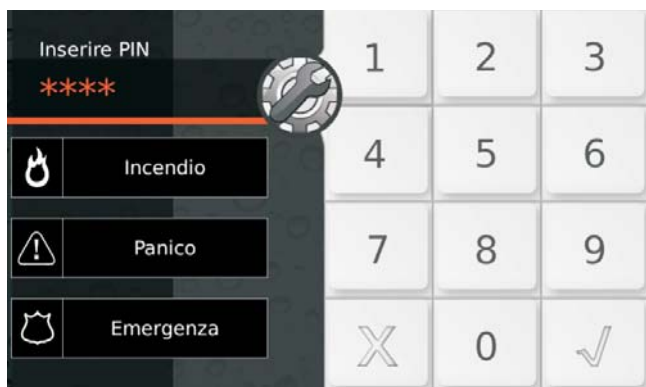 Inserire PIN
****
Incendio
Panico
Emergenza
1 2 3
4 5 6
7 8 9
X 0 √